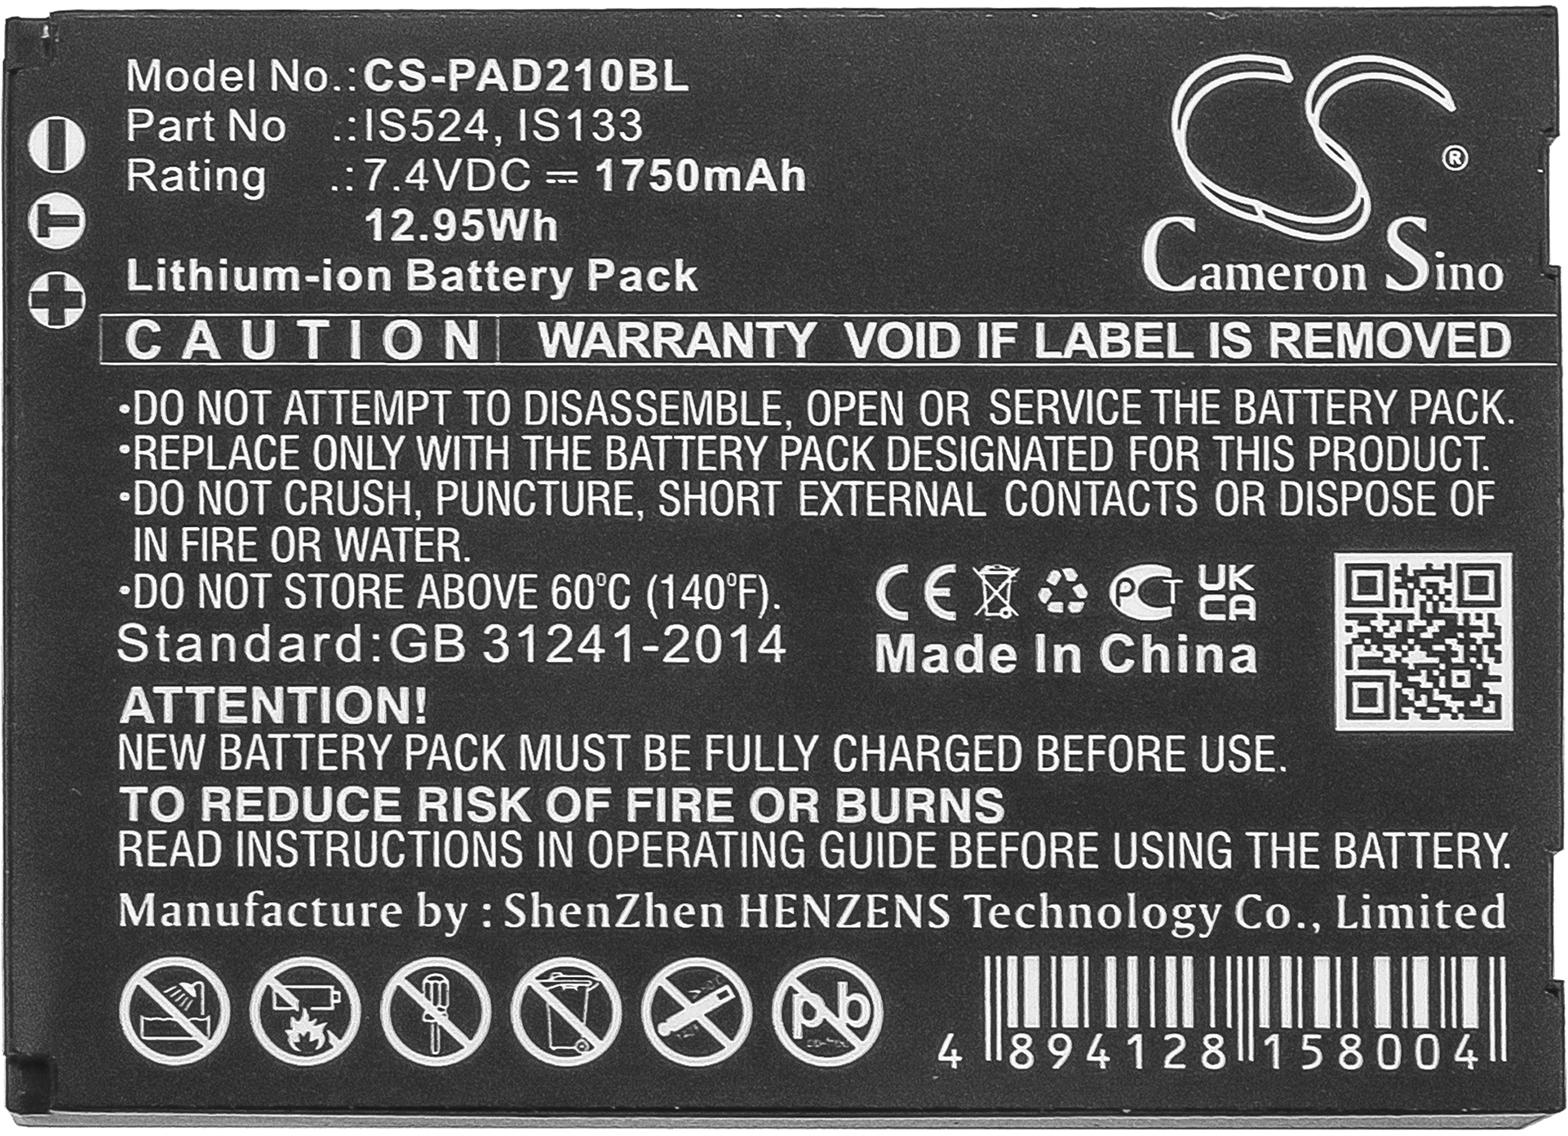 Model No.:CS-PAD210BL
Part No .:IS524, IS133
Rating .:7.4VDC ⎓ 1750mAh
12.95Wh
Lithium-ion Battery Pack
Cameron Sino
®
T
CAUTION WARRANTY VOID IF LABEL IS REMOVED
•DO NOT ATTEMPT TO DISASSEMBLE, OPEN OR SERVICE THE BATTERY PACK.
•REPLACE ONLY WITH THE BATTERY PACK DESIGNATED FOR THIS PRODUCT.
•DO NOT CRUSH, PUNCTURE, SHORT EXTERNAL CONTACTS OR DISPOSE OF
IN FIRE OR WATER.
•DO NOT STORE ABOVE 60°C (140°F).
CE PCT UK
CA
Standard:GB 31241-2014
Made In China
ATTENTION!
NEW BATTERY PACK MUST BE FULLY CHARGED BEFORE USE.
TO REDUCE RISK OF FIRE OR BURNS
READ INSTRUCTIONS IN OPERATING GUIDE BEFORE USING THE BATTERY.
Manufacture by : ShenZhen HENZENS Technology Co., Limited
Pb
4 894128 158004